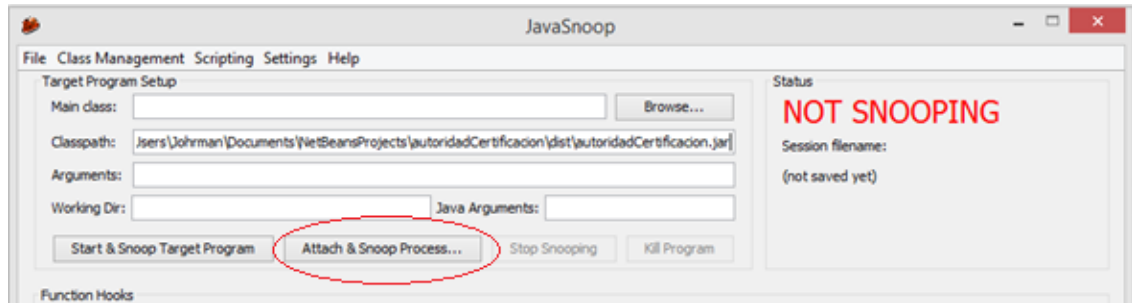 JavaSnoop
File Class Management Scripting Settings Help
Target Program Setup
Main class: Browse...
Classpath: Jsers\Johrman\Documents\NetBeansProjects\autoridadCertificacion\dist\autoridadCertificacion.jar
Arguments:
Working Dir: Java Arguments:
Start & Snoop Target Program Attach & Snoop Process... Stop Snooping Kill Program
Function Hooks
Status
NOT SNOOPING
Session filename:
(not saved yet)